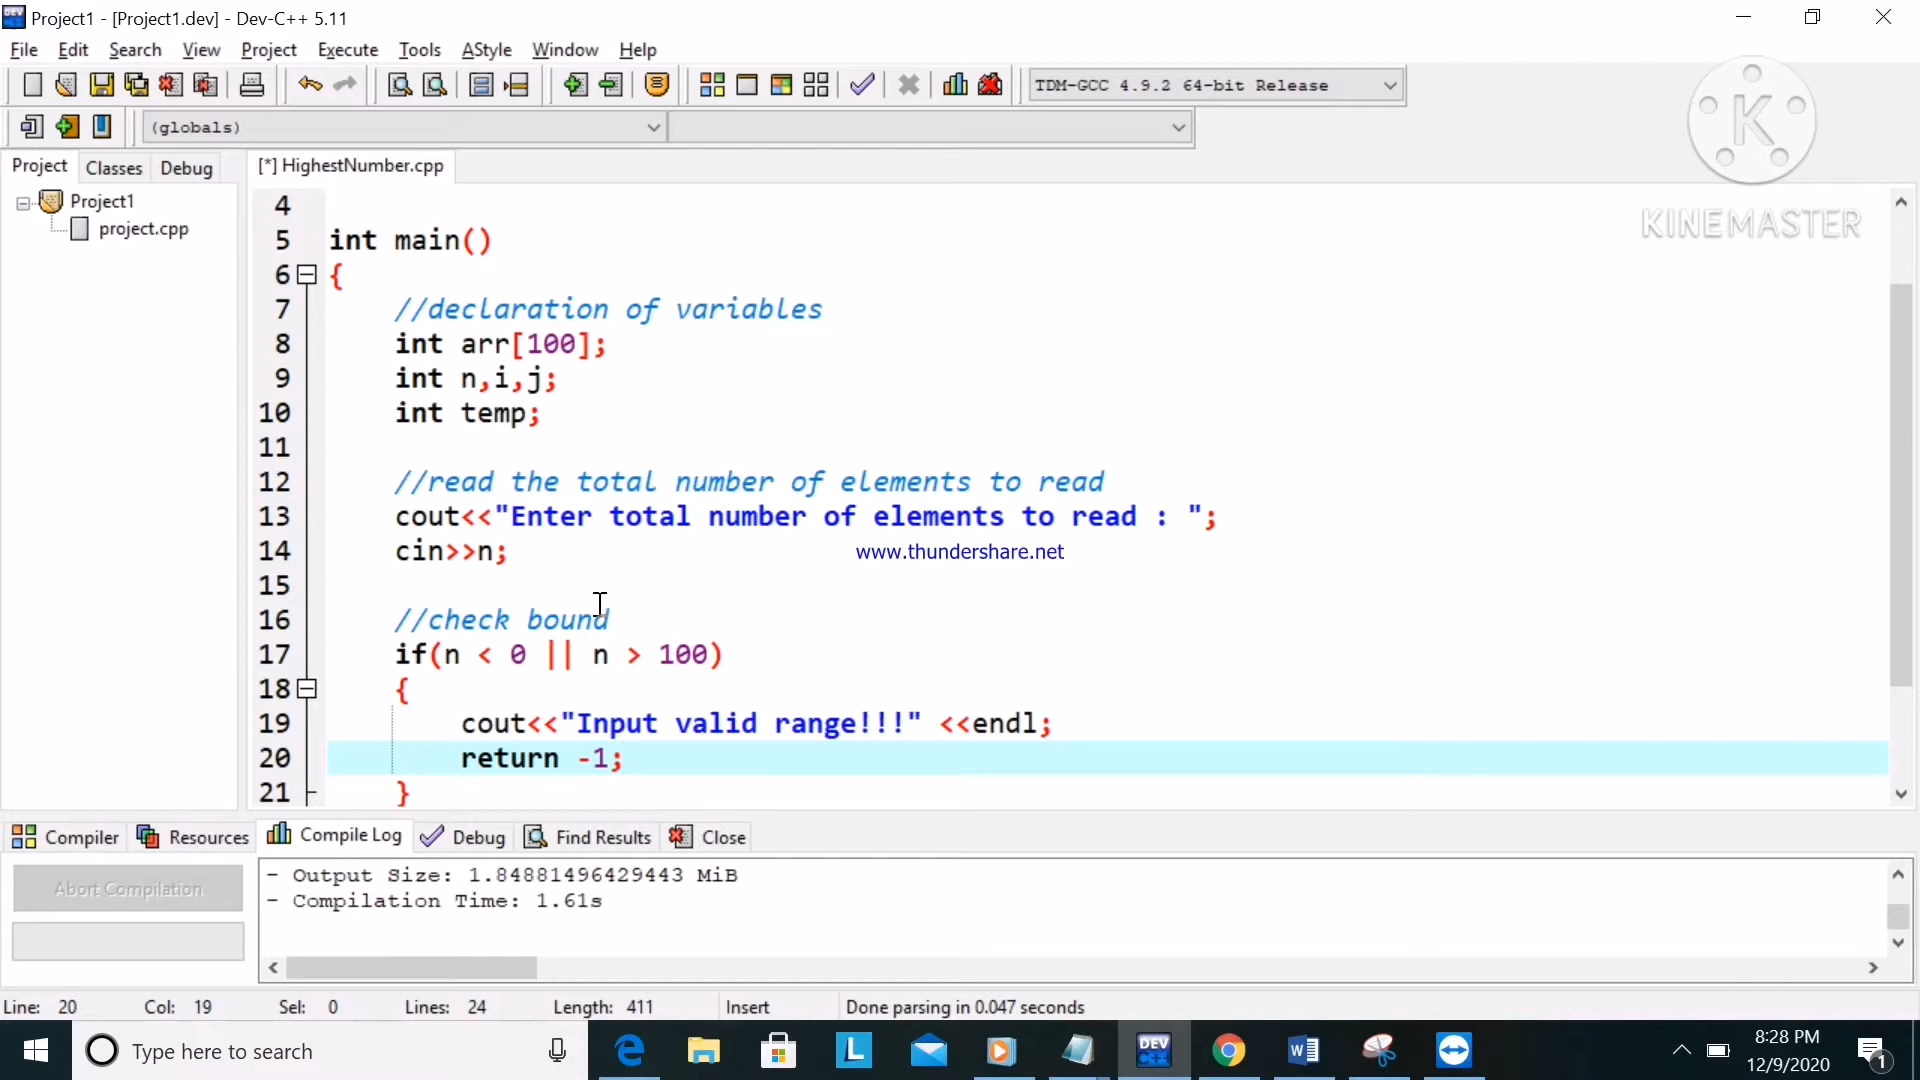 Project1 - [Project1.dev] - Dev-C++ 5.11
File Edit Search View Project Execute Tools AStyle Window Help
TDM-GCC 4.9.2 64-bit Release
(globals)
K
KINEMASTER
Project Classes Debug
[*] HighestNumber.cpp
Project1
project.cpp
4
5 int main()
6 {
7 //declaration of variables
8 int arr[100];
9 int n,i,j;
10 int temp;
11
12 //read the total number of elements to read
13 cout<<"Enter total number of elements to read : ";
14 cin>>n;
www.thundershare.net
15
16 //check bound
17 if(n < 0 || n > 100)
18 {
19 cout<<"Input valid range!!!" <<endl;
20 return -1;
21 }
Compiler Resources Compile Log Debug Find Results Close
Abort Compilation
- Output Size: 1.84881496429443 MiB
- Compilation Time: 1.61s
Line: 20 Col: 19 Sel: 0 Lines: 24 Length: 411 Insert Done parsing in 0.047 seconds
Type here to search
L
DEV
C++
W
8:28 PM
12/9/2020
1